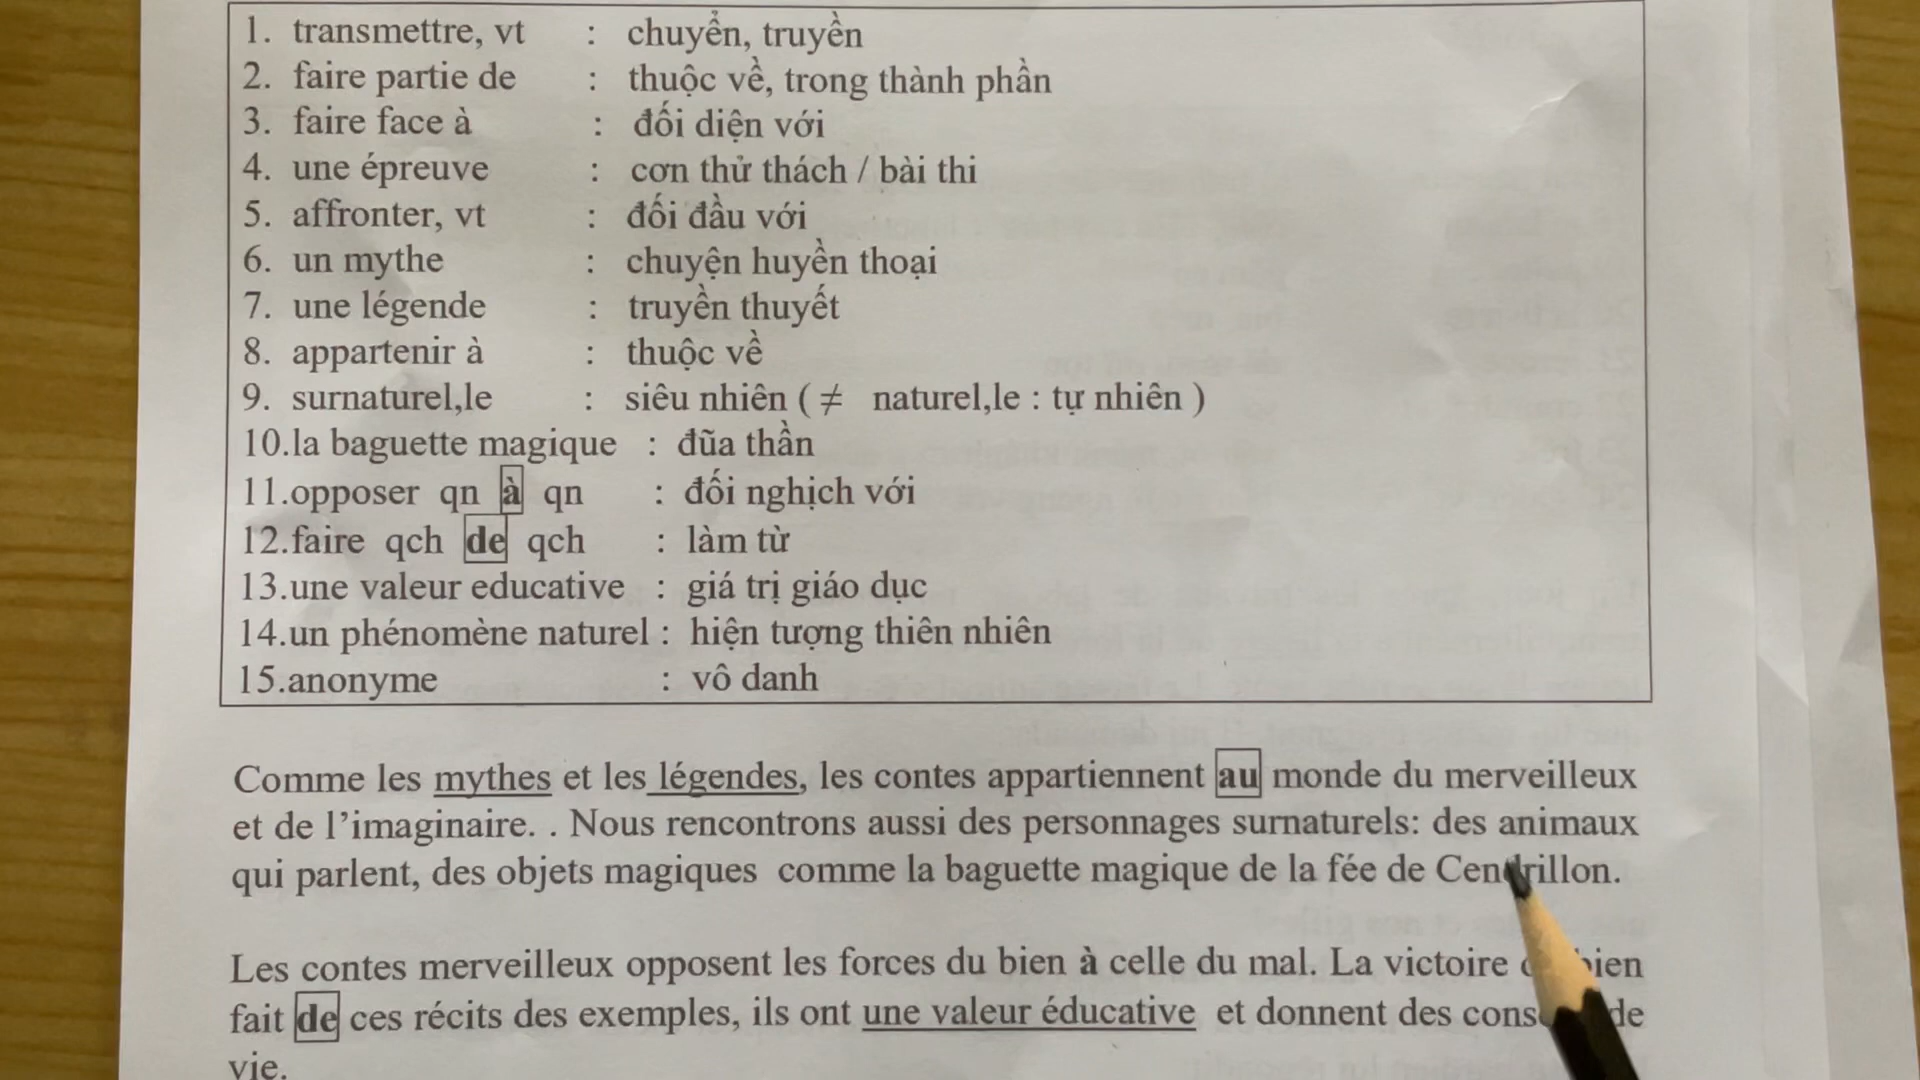 1. transmettre, vt : chuyển, truyền
2. faire partie de : thuộc về, trong thành phần
3. faire face à : đối diện với
4. une épreuve : cơn thử thách / bài thi
5. affronter, vt : đối đầu với
6. un mythe : chuyện huyền thoại
7. une légende : truyền thuyết
8. appartenir à : thuộc về
9. surnaturel,le : siêu nhiên ( ≠ naturel,le : tự nhiên )
10.la baguette magique : đũa thần
11.opposer qn à qn : đối nghịch với
12.faire qch de qch : làm từ
13.une valeur educative : giá trị giáo dục
14.un phénomène naturel : hiện tượng thiên nhiên
15.anonyme : vô danh
Comme les mythes et les légendes, les contes appartiennent au monde du merveilleux
et de l’imaginaire. . Nous rencontrons aussi des personnages surnaturels: des animaux
qui parlent, des objets magiques comme la baguette magique de la fée de Cendrillon.
Les contes merveilleux opposent les forces du bien à celle du mal. La victoire bien
fait de ces récits des exemples, ils ont une valeur éducative et donnent des de
vie.